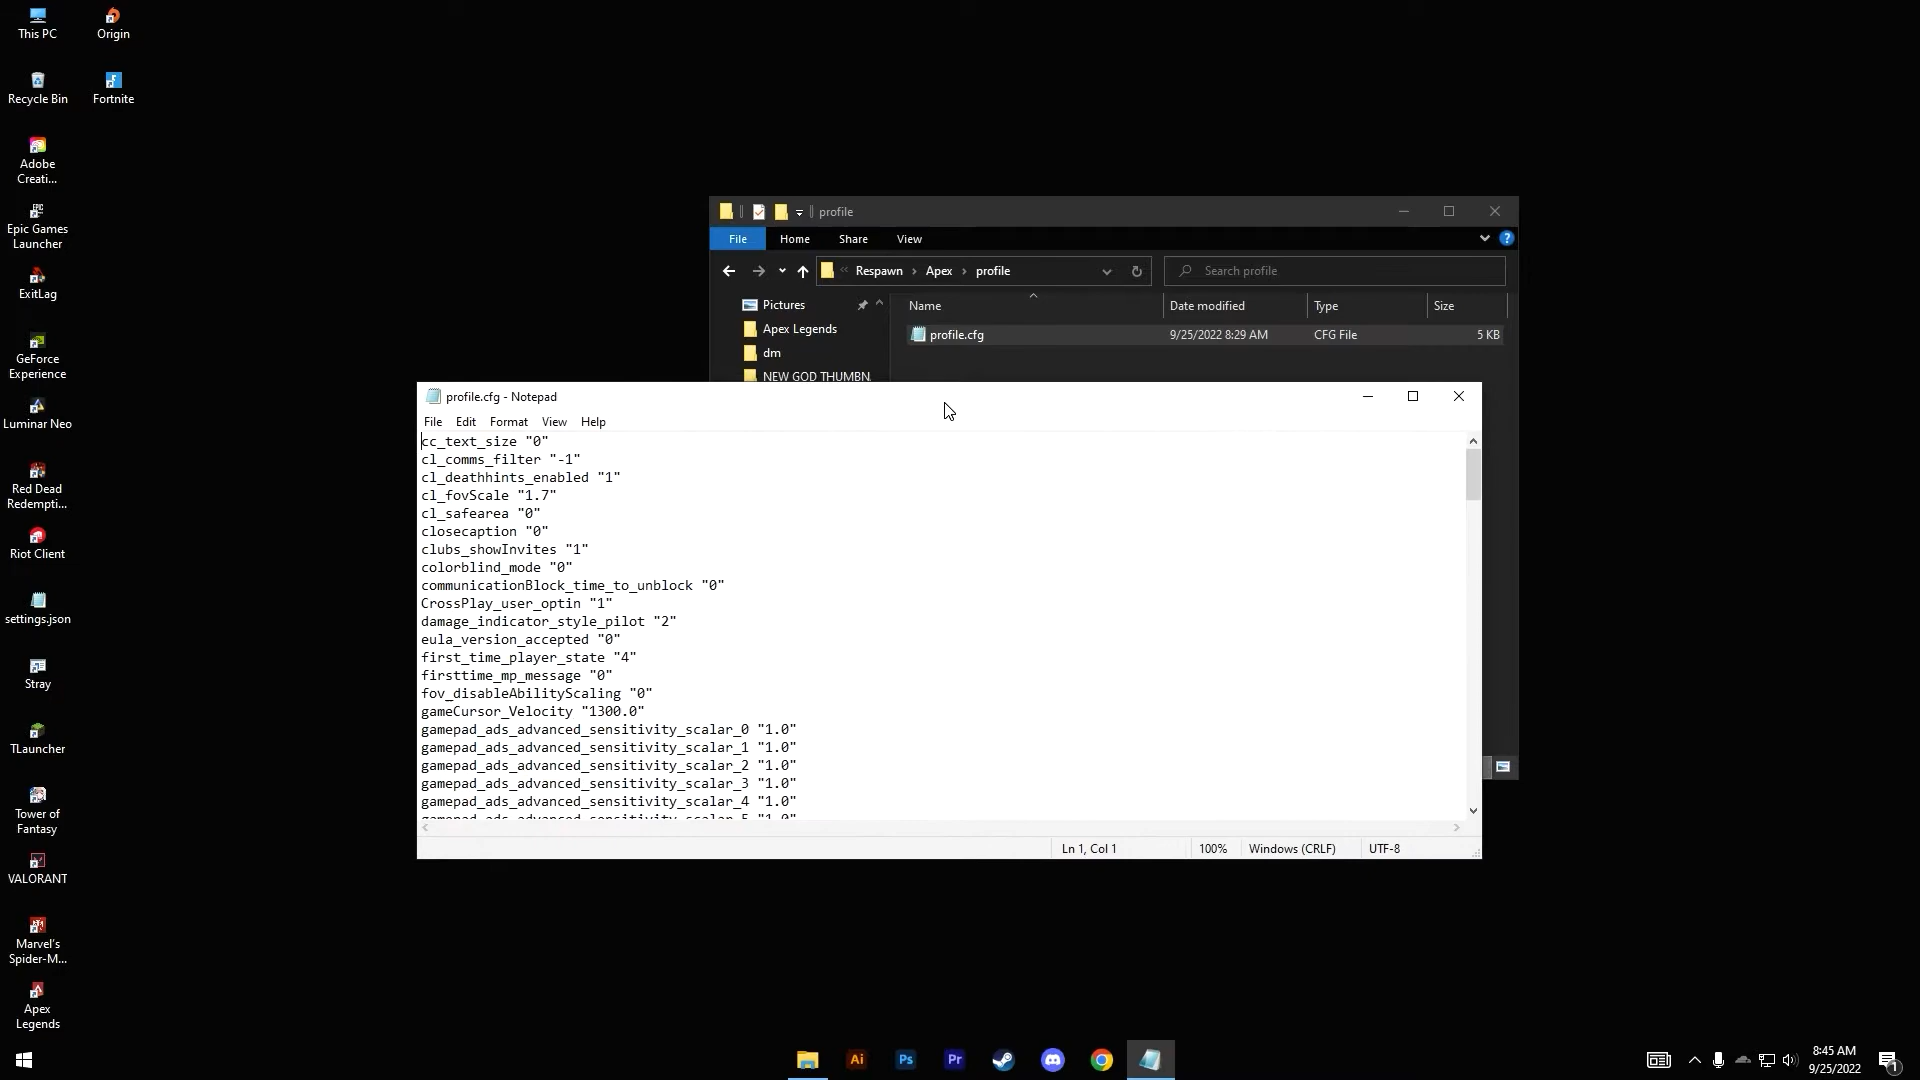 This PC
Origin
Recycle Bin
Fortnite
Adobe
Creati...
Epic Games
Launcher
ExitLag
GeForce
Experience
Luminar Neo
Red Dead
Redempti...
Riot Client
settings.json
Stray
TLauncher
Tower of
Fantasy
VALORANT
Marvel's
Spider-M...
Apex
Legends
profile
File Home Share View
Respawn › Apex › profile
Search profile
Name Date modified Type Size
Pictures
Apex Legends
dm
NEW GOD THUMBN.
profile.cfg 9/25/2022 8:29 AM CFG File 5 KB
profile.cfg - Notepad
File Edit Format View Help
cc_text_size "0"
cl_comms_filter "-1"
cl_deathhints_enabled "1"
cl_fovScale "1.7"
cl_safearea "0"
closecaption "0"
clubs_showInvites "1"
colorblind_mode "0"
communicationBlock_time_to_unblock "0"
CrossPlay_user_optin "1"
damage_indicator_style_pilot "2"
eula_version_accepted "0"
first_time_player_state "4"
firsttime_mp_message "0"
fov_disableAbilityScaling "0"
gameCursor_Velocity "1300.0"
gamepad_ads_advanced_sensitivity_scalar_0 "1.0"
gamepad_ads_advanced_sensitivity_scalar_1 "1.0"
gamepad_ads_advanced_sensitivity_scalar_2 "1.0"
gamepad_ads_advanced_sensitivity_scalar_3 "1.0"
gamepad_ads_advanced_sensitivity_scalar_4 "1.0"
gamepad_ads_advanced_sensitivity_scalar_5 "1.0"
Ln 1, Col 1 100% Windows (CRLF) UTF-8
Ai Ps Pr
8:45 AM
9/25/2022
1